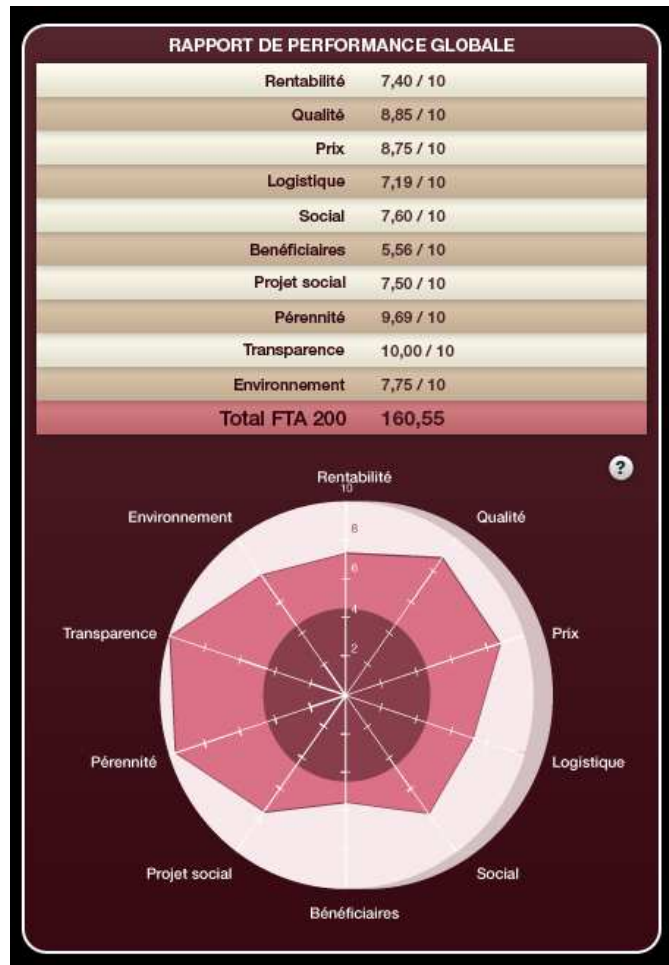 RAPPORT DE PERFORMANCE GLOBALE
Rentabilité 7,40 / 10
Qualité 8,85 / 10
Prix 8,75 / 10
Logistique 7,19 / 10
Social 7,60 / 10
Benéficiaires 5,56 / 10
Projet social 7,50 / 10
Pérennité 9,69 / 10
Transparence 10,00 / 10
Environnement 7,75 / 10
Total FTA 200 160,55
?
Rentabilité
10
Environnement
Qualité
8
6
4
2
Transparence
Prix
Pérennité
Logistique
Projet social
Social
Bénéficiaires